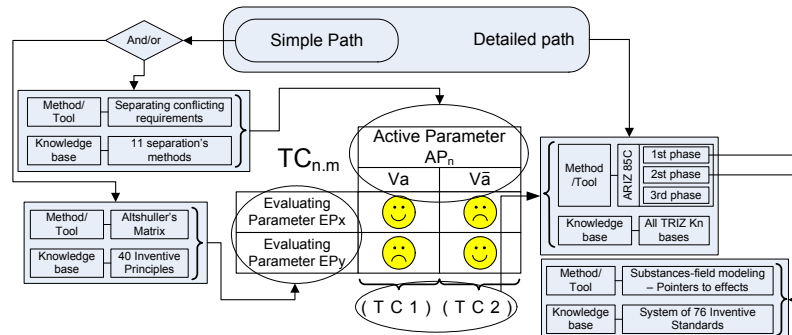 And/or
Simple Path
Detailed path
Method/
Tool
Separating conflicting
requirements
Knowledge
base
11 separation's
methods
TCn.m
Active Parameter
APn
Va
Vā
Evaluating
Parameter EPx
Evaluating
Parameter EPy
( T C 1 )
( T C 2 )
Method/
Tool
Altshuller's
Matrix
Knowledge
base
40 Inventive
Principles
Method
/Tool
ARIZ 85C
1st phase
2st phase
3rd phase
Knowledge
base
All TRIZ Kn
bases
Method/
Tool
Substances-field modeling
– Pointers to effects
Knowledge
base
System of 76 Inventive
Standards